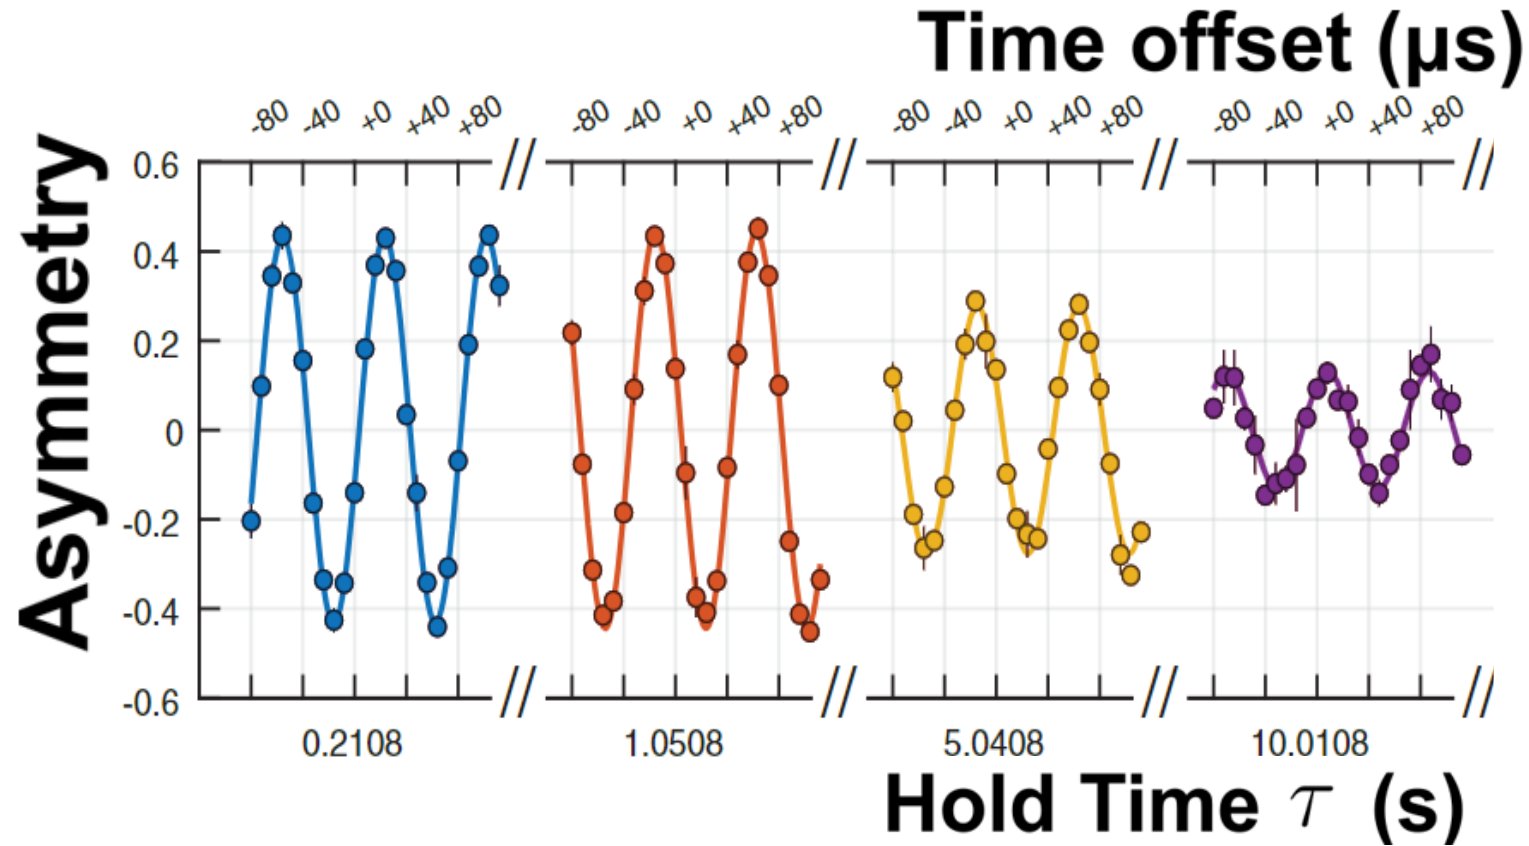 Time offset (μs)
-80 -40 +0 +40 +80 // -80 -40 +0 +40 +80 // -80 -40 +0 +40 +80 // -80 -40 +0 +40 +80 //
Asymmetry
0.6
0.4
0.2
0
-0.2
-0.4
-0.6
// // // //
0.2108 1.0508 5.0408 10.0108
Hold Time τ (s)